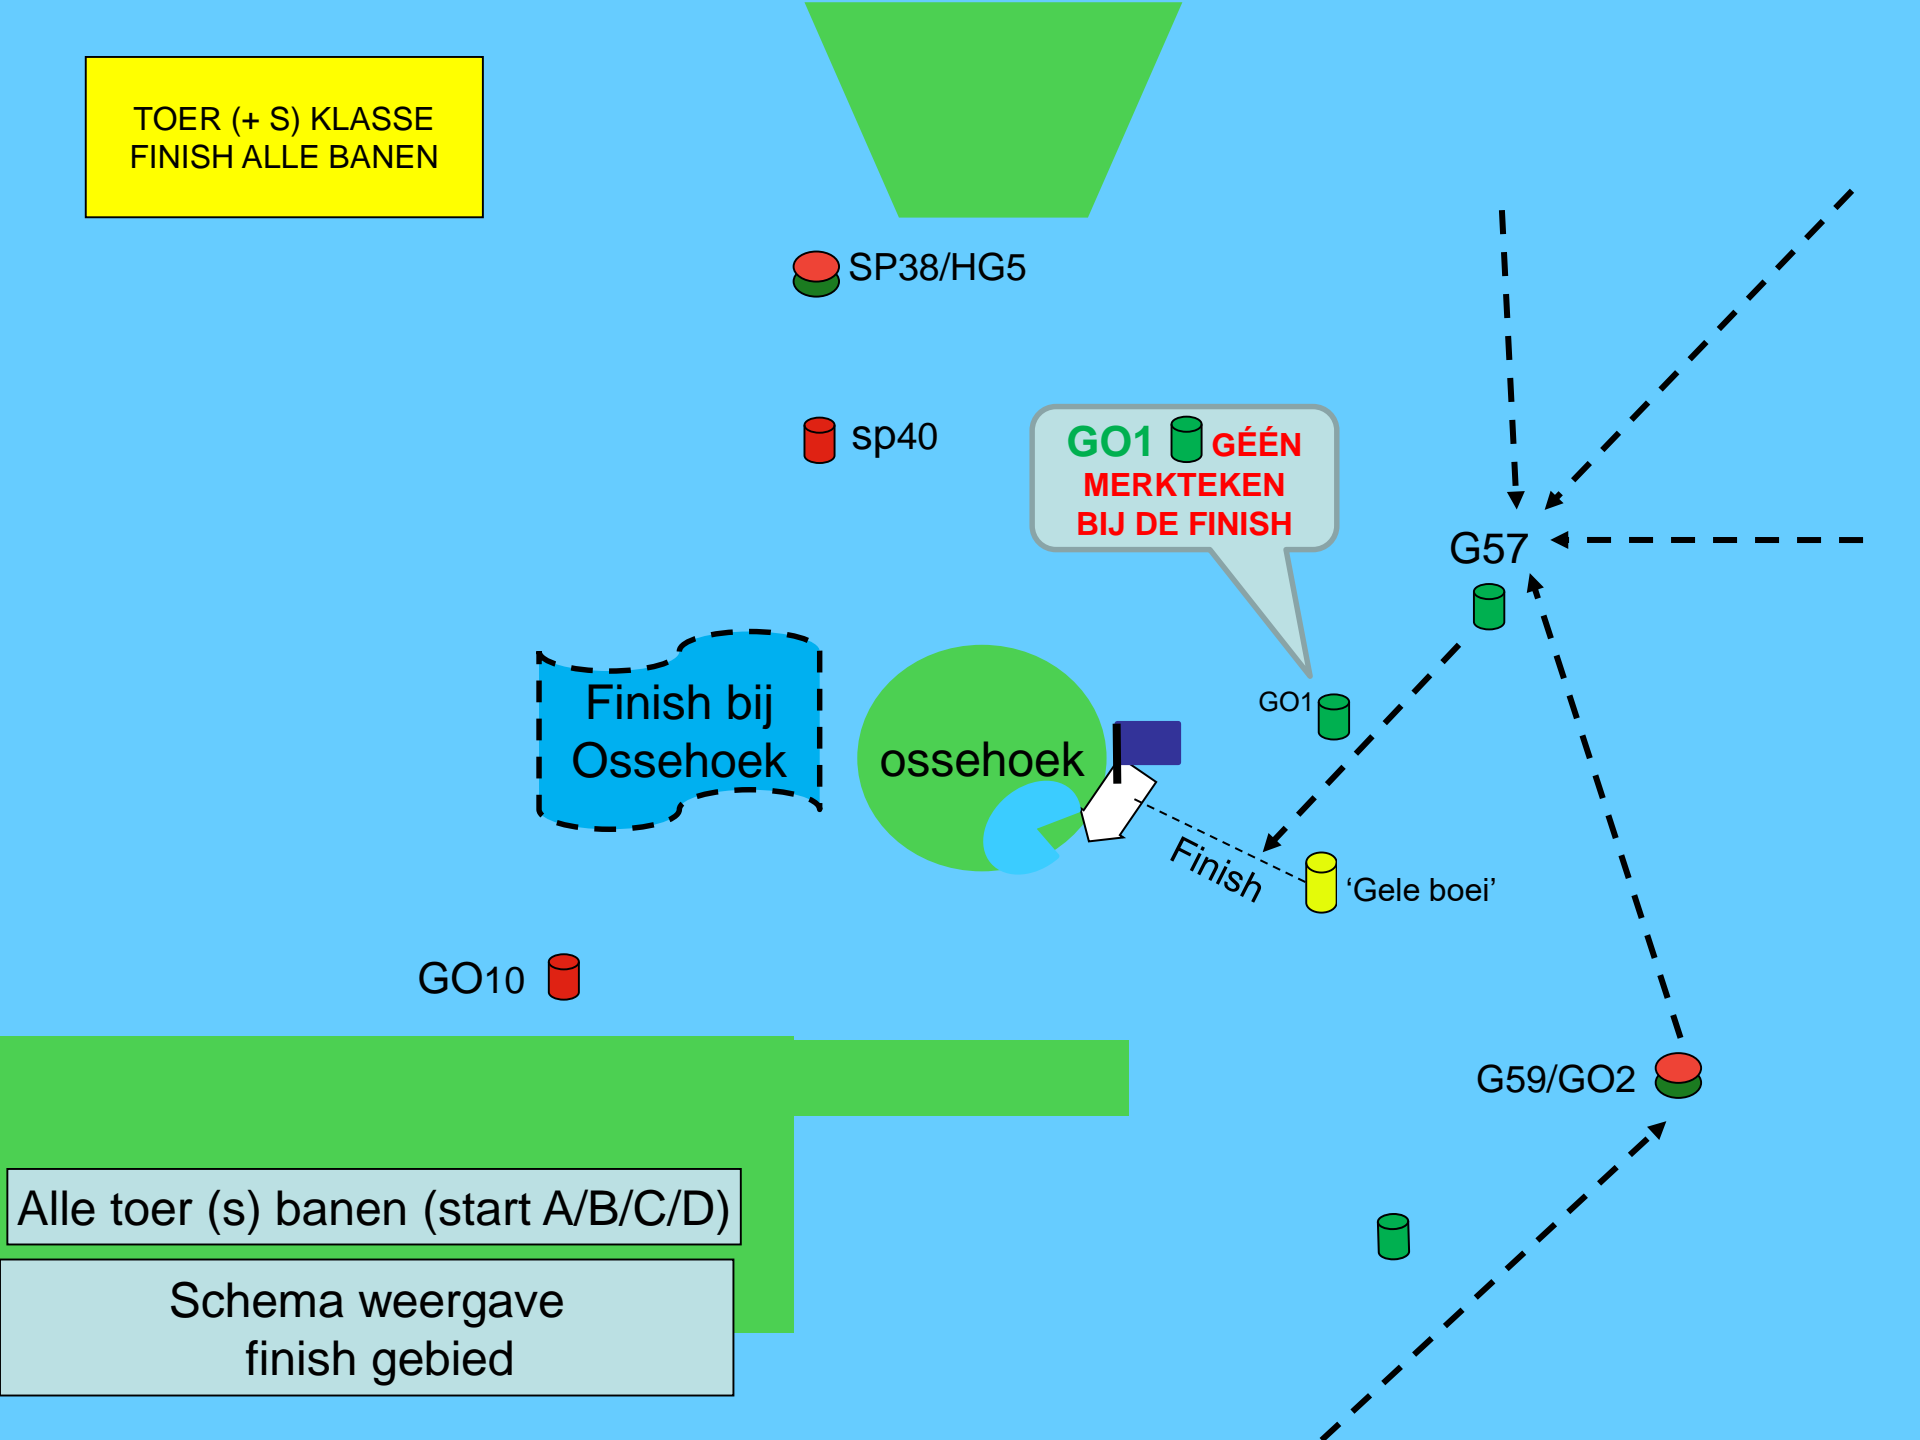 TOER (+ S) KLASSE
FINISH ALLE BANEN
SP38/HG5
sp40
GO1 GÉÉN
MERKTEKEN
BIJ DE FINISH
G57
Finish bij
Ossehoek
ossehoek
GO1
Finish
‘Gele boei’
GO10
G59/GO2
Alle toer (s) banen (start A/B/C/D)
Schema weergave
finish gebied